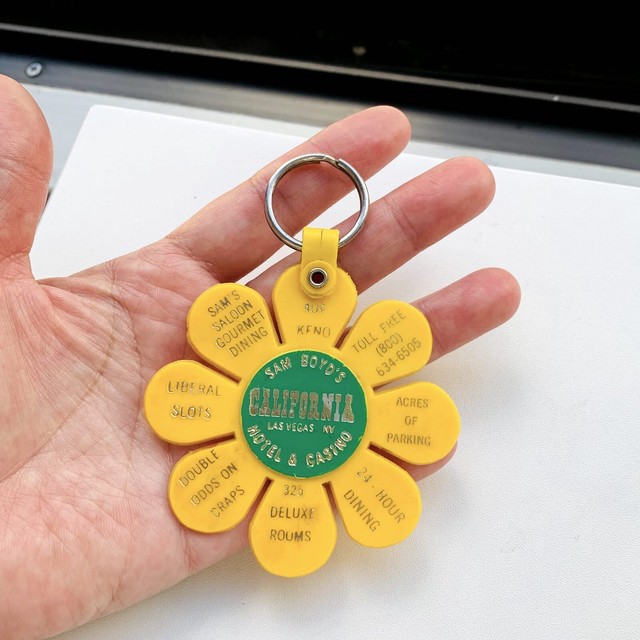 SAM BOYD'S
CALIFORNIA
LAS VEGAS NV
HOTEL & CASINO
40¢
KENO
TOLL FREE
(800)
634-6505
ACRES
OF
PARKING
24 - HOUR
DINING
325
DELUXE
ROOMS
DOUBLE
ODDS ON
CRAPS
LIBERAL
SLOTS
SAM'S
SALOON
GOURMET
DINING